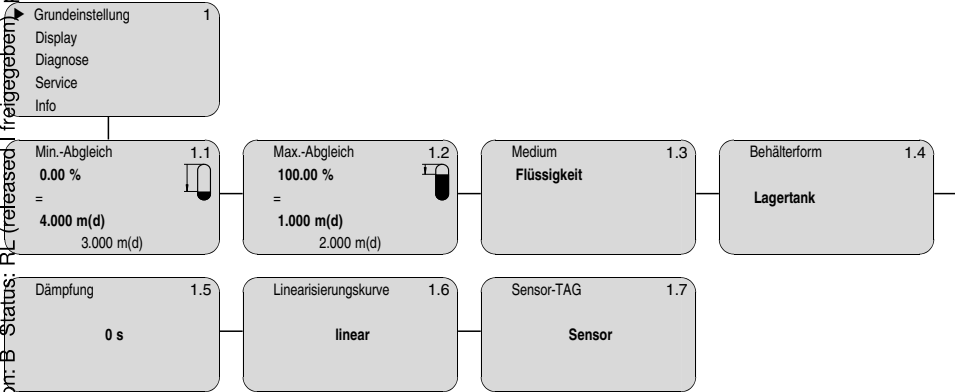 Grundeinstellung 1
Display
Diagnose
Service
Info
Min.-Abgleich 1.1
0.00 %
=
4.000 m(d)
3.000 m(d)
Max.-Abgleich 1.2
100.00 %
=
1.000 m(d)
2.000 m(d)
Medium 1.3
Flüssigkeit
Behälterform 1.4
Lagertank
Dämpfung 1.5
0 s
Linearisierungskurve 1.6
linear
Sensor-TAG 1.7
Sensor
on: B Status: RL (released | freigegeben)